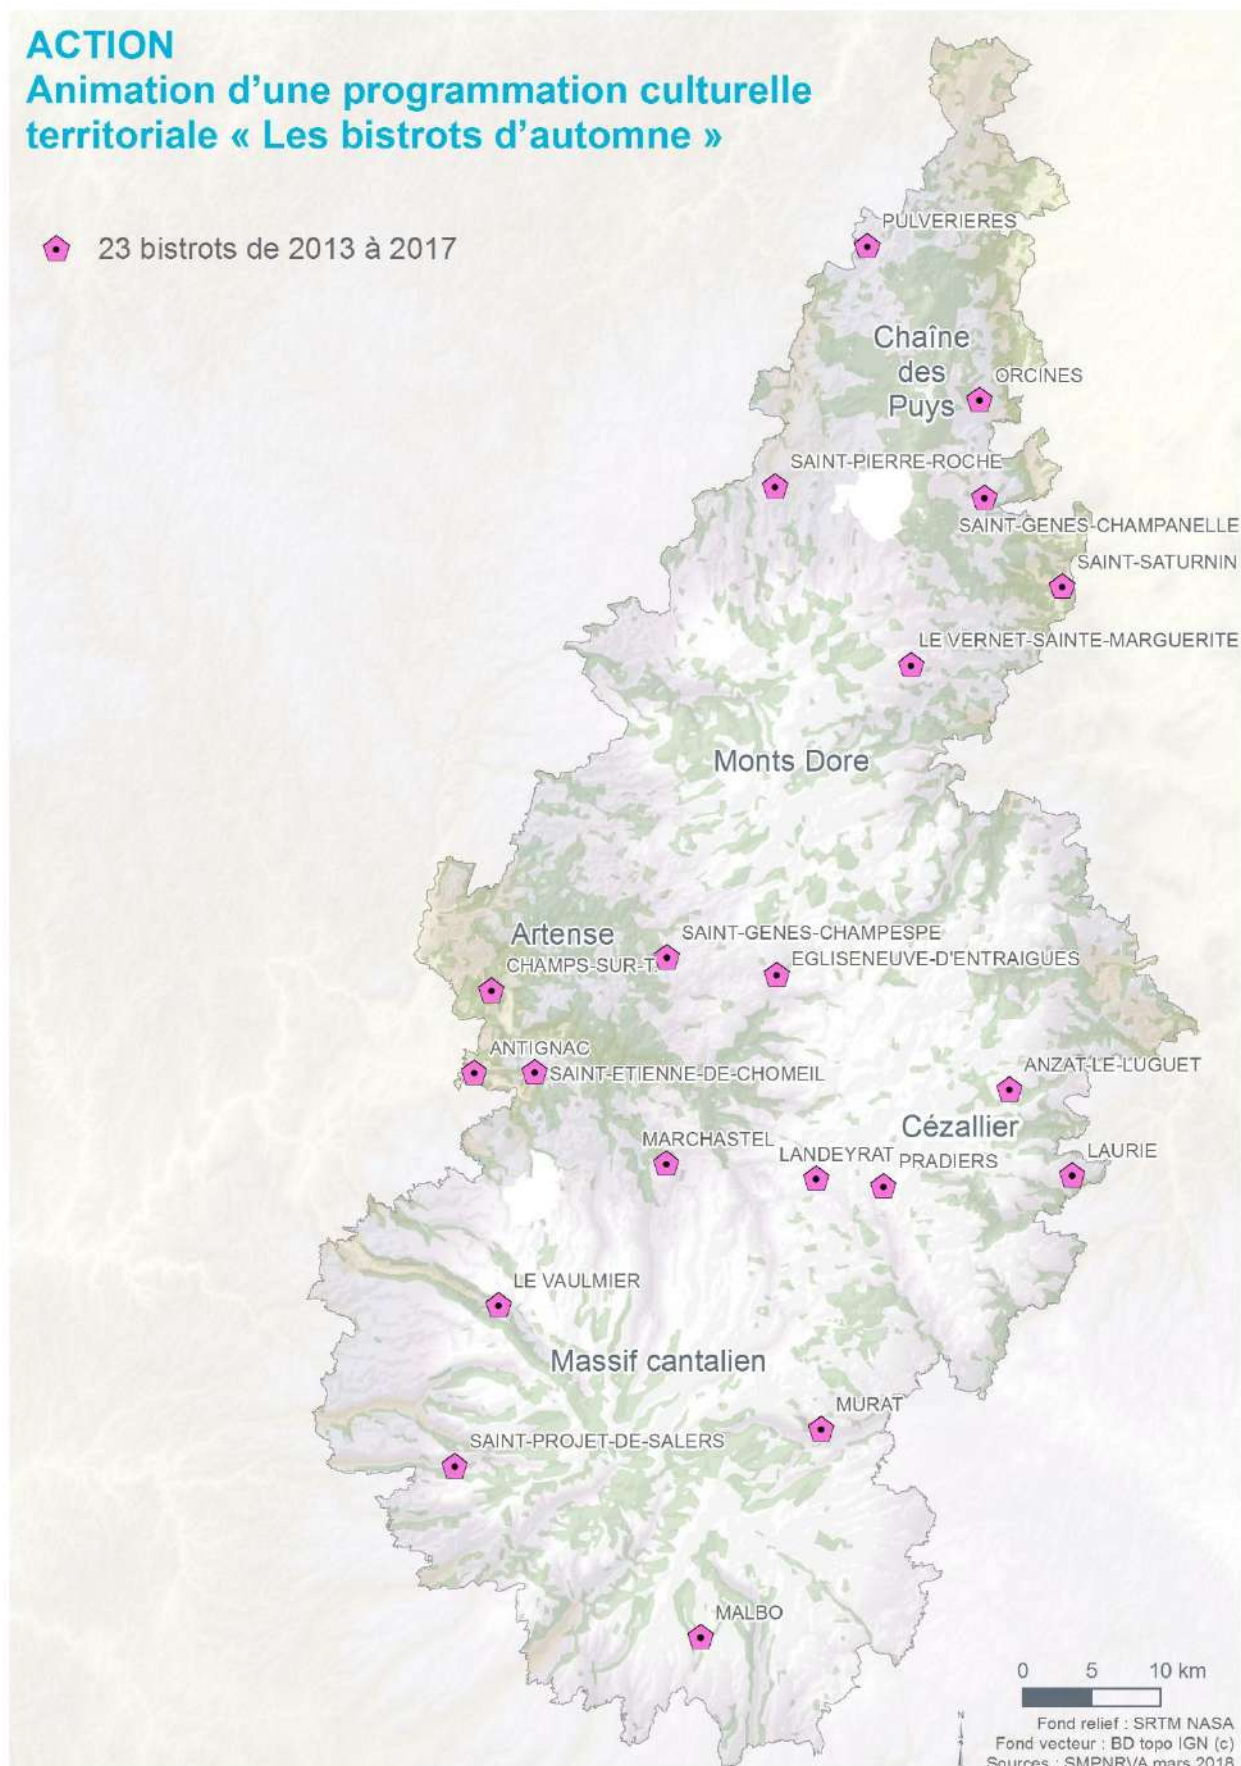 ACTION
Animation d’une programmation culturelle
territoriale « Les bistrots d’automne »
23 bistrots de 2013 à 2017
PULVERIERES
Chaîne
des
Puys
ORCINES
SAINT-PIERRE-ROCHE
SAINT-GENES-CHAMPANELLE
SAINT-SATURNIN
LE VERNET-SAINTE-MARGUERITE
Monts Dore
Artense
SAINT-GENES-CHAMPESPE
CHAMPS-SUR-T.
EGLISENEUVE-D'ENTRAIGUES
ANTIGNAC
SAINT-ETIENNE-DE-CHOMEIL
ANZAT-LE-LUGUET
Cézallier
MARCHASTEL
LANDEYRAT
PRADIERS
LAURIE
LE VAULMIER
Massif cantalien
MURAT
SAINT-PROJET-DE-SALERS
MALBO
0 5 10 km
N
Fond relief : SRTM NASA
Fond vecteur : BD topo IGN (c)
Sources : SMPNRVA mars 2018